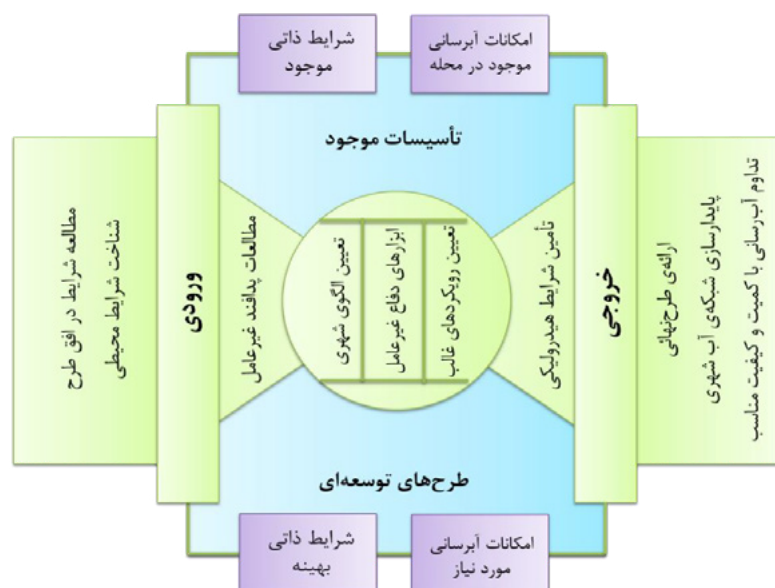 امکانات آبرسانی
موجود در محله
شرایط ذاتی
موجود
تأسیسات موجود
تداوم آب‌رسانی با کمیت و کیفیت مناسب
پایدارسازی شبکه‌ی آب شهری
ارائه‌ی طرح‌نهائی
خروجی
تأمین شرایط هیدرولیکی
تعیین رویکردهای غالب
ابزارهای دفاع غیرعامل
تعیین الگوی شهری
مطالعات پدافند غیرعامل
ورودی
شناخت شرایط محیطی
مطالعه شرایط در افق طرح
طرح‌های توسعه‌ای
امکانات آبرسانی
مورد نیاز
شرایط ذاتی
بهینه